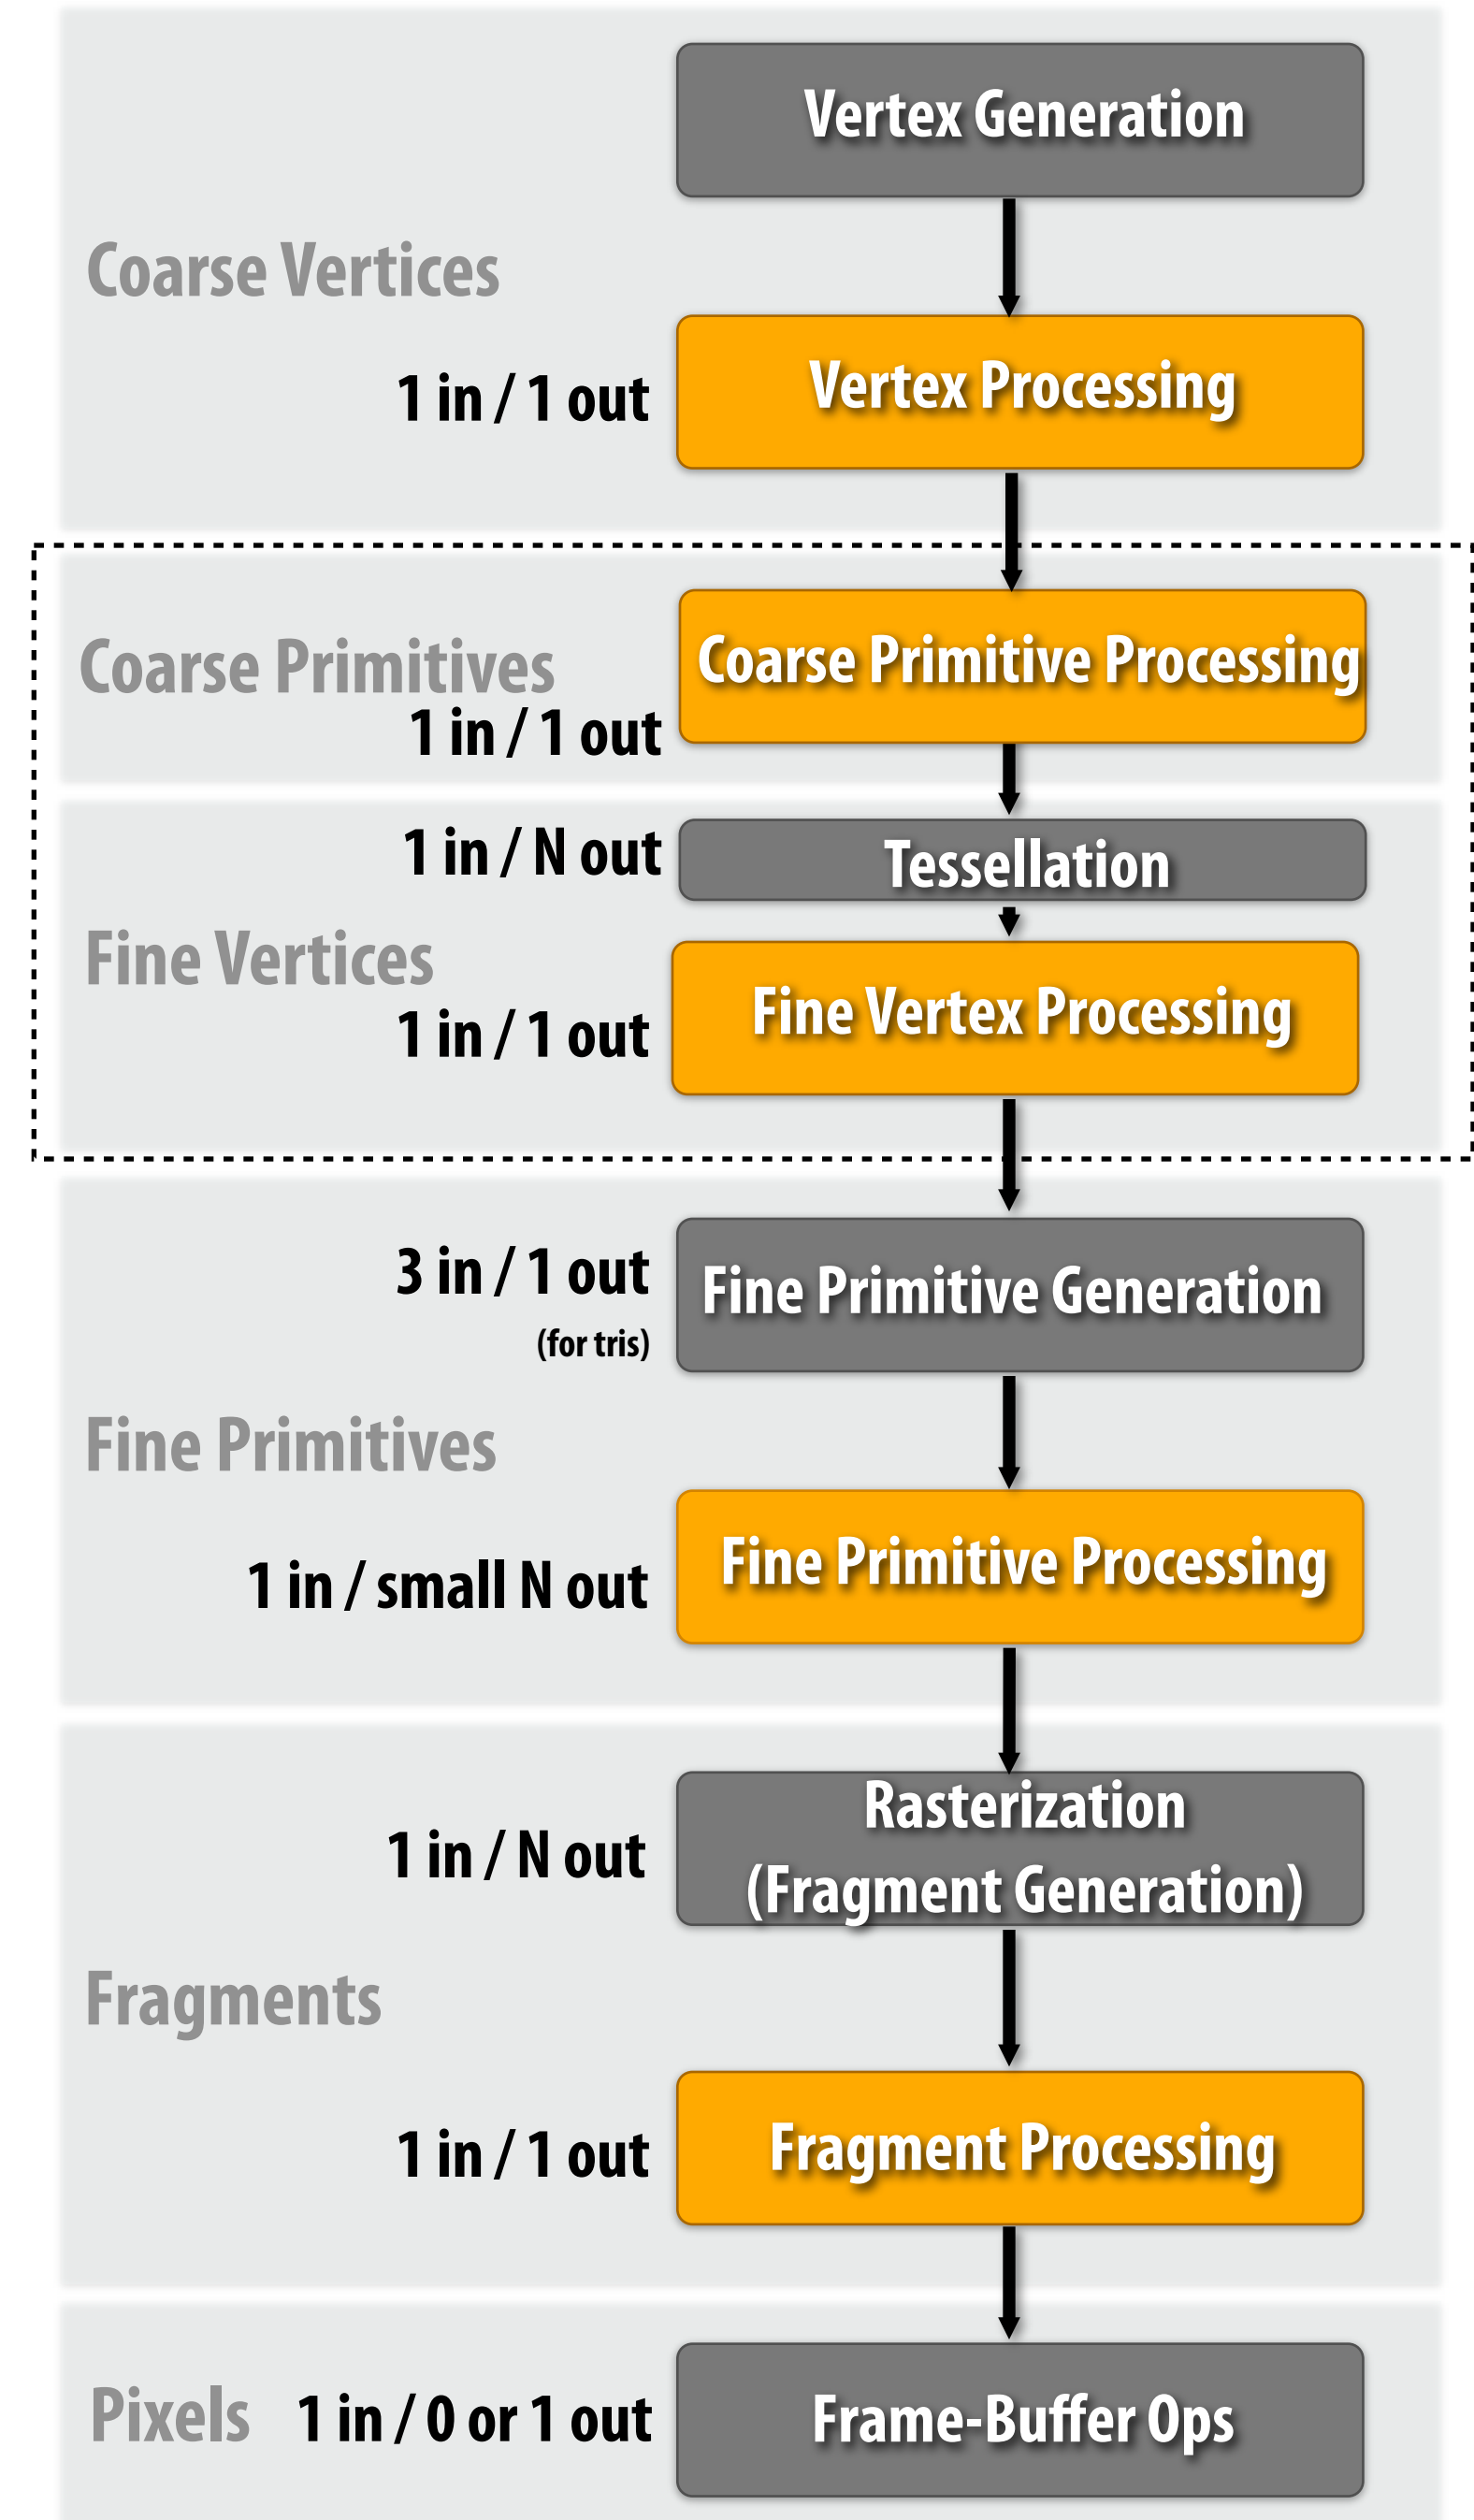 Vertex Generation
Coarse Vertices
1 in / 1 out
Vertex Processing
Coarse Primitives
Coarse Primitive Processing
1 in / 1 out
1 in / N out
Tessellation
Fine Vertices
1 in / 1 out
Fine Vertex Processing
3 in / 1 out
(for tris)
Fine Primitive Generation
Fine Primitives
1 in / small N out
Fine Primitive Processing
1 in / N out
Rasterization
(Fragment Generation)
Fragments
1 in / 1 out
Fragment Processing
Pixels
1 in / 0 or 1 out
Frame-Buffer Ops